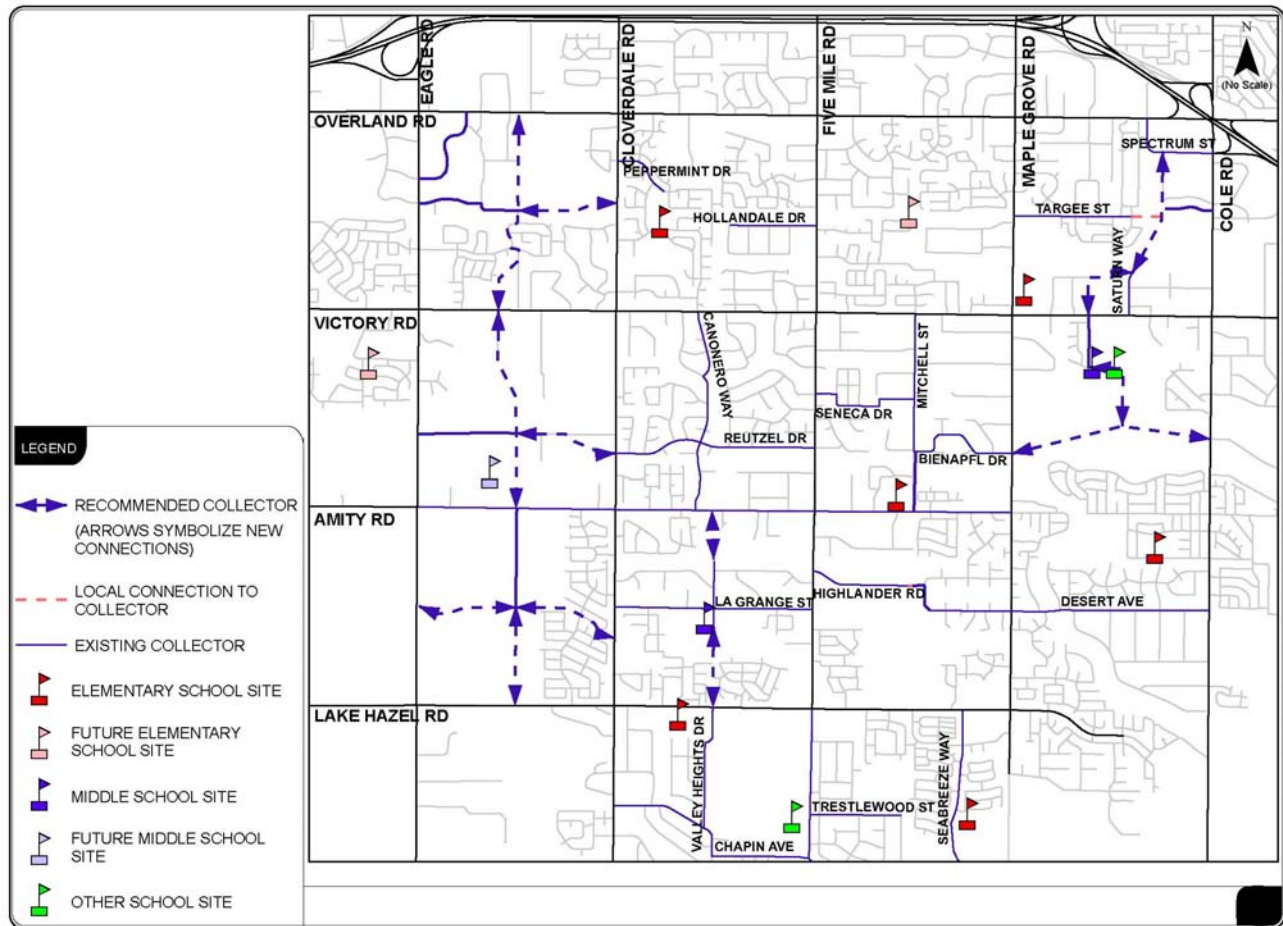 EAGLE RD
CLOVERDALE RD
FIVE MILE RD
MAPLE GROVE RD
COLE RD
N
(No Scale)
OVERLAND RD
SPECTRUM ST
PEPPERMINT DR
HOLLANDALE DR
TARGEE ST
SATURN WAY
VICTORY RD
CANONERO WAY
MITCHELL ST
SENECA DR
REUTZEL DR
BIENAPFL DR
AMITY RD
LA GRANGE ST
HIGHLANDER RD
DESERT AVE
LAKE HAZEL RD
VALLEY HEIGHTS DR
TRESTLEWOOD ST
SEABREEZE WAY
CHAPIN AVE
LEGEND
RECOMMENDED COLLECTOR
(ARROWS SYMBOLIZE NEW
CONNECTIONS)
LOCAL CONNECTION TO
COLLECTOR
EXISTING COLLECTOR
ELEMENTARY SCHOOL SITE
FUTURE ELEMENTARY
SCHOOL SITE
MIDDLE SCHOOL SITE
FUTURE MIDDLE SCHOOL
SITE
OTHER SCHOOL SITE